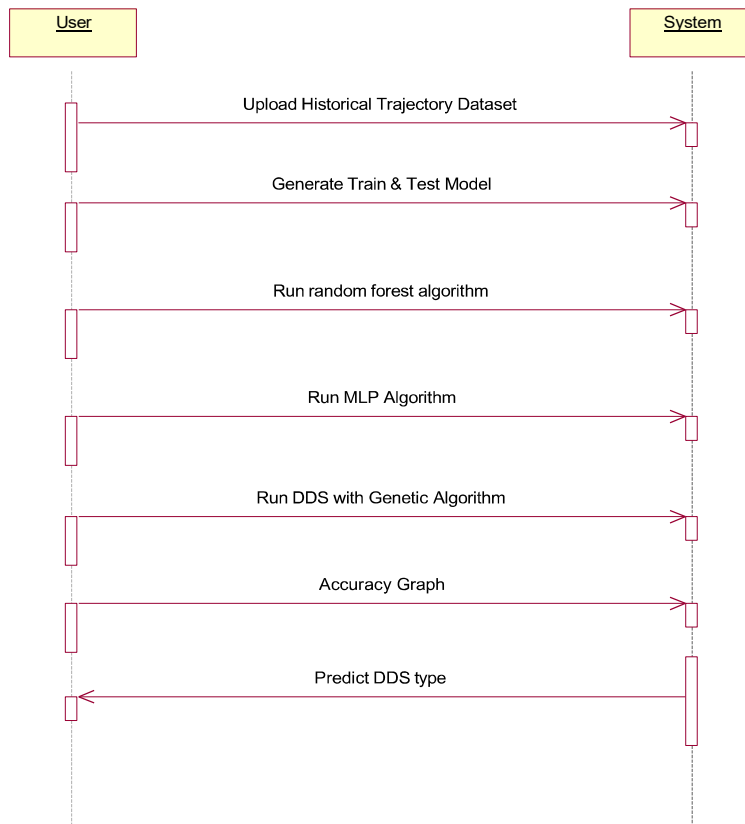 User
System
Upload Historical Trajectory Dataset
Generate Train & Test Model
Run random forest algorithm
Run MLP Algorithm
Run DDS with Genetic Algorithm
Accuracy Graph
Predict DDS type